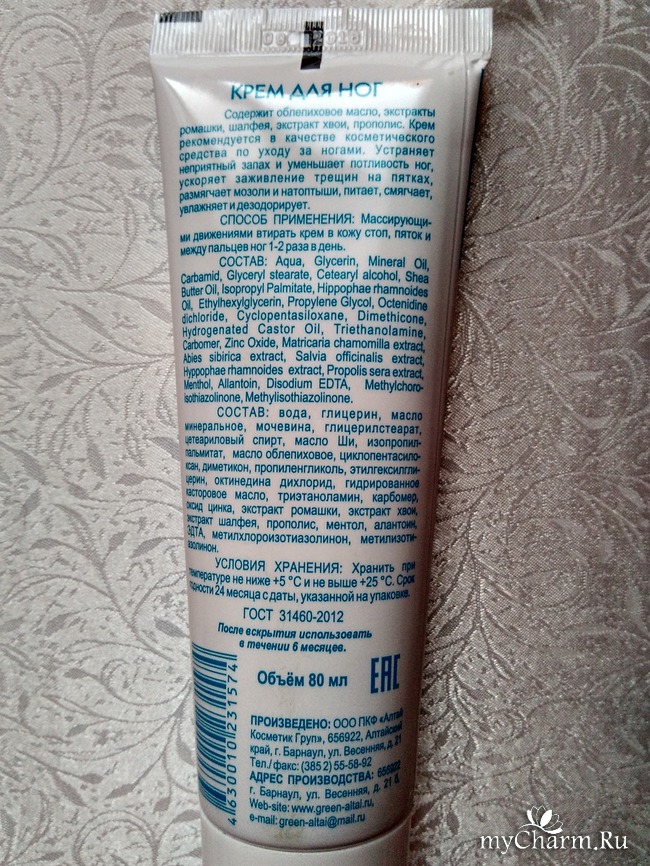 2018
КРЕМ ДЛЯ НОГ
Содержит облепиховое масло, экстракты
ромашки, шалфея, экстракт хвои, прополис. Крем
рекомендуется в качестве косметического
средства по уходу за ногами. Устраняет
неприятный запах и уменьшает потливость ног,
ускоряет заживление трещин на пятках,
размягчает мозоли и натоптыши, питает, смягчает,
увлажняет и дезодорирует.
СПОСОБ ПРИМЕНЕНИЯ: Массирующи-
ми движениями втирать крем в кожу стоп, пяток и
между пальцев ног 1-2 раза в день.
СОСТАВ: Aqua, Glycerin, Mineral Oil,
Carbamid, Glyceryl stearate, Cetearyl alcohol, Shea
Butter Oil, Isopropyl Palmitate, Hippophae rhamnoides
Oil, Ethylhexylglycerin, Propylene Glycol, Octenidine
dichloride, Cyclopentasiloxane, Dimethicone,
Hydrogenated Castor Oil, Triethanolamine,
Carbomer, Zinc Oxide, Matricaria chamomilla extract,
Abies sibirica extract, Salvia officinalis extract,
Hyppophae rhamnoides extract, Propolis sera extract,
Menthol, Allantoin, Disodium EDTA, Methylchoro-
isothiazolinone, Methylisothiazolinone.
СОСТАВ: вода, глицерин, масло
минеральное, мочевина, глицерилстеарат,
цетеариловый спирт, масло Ши, изопропил-
пальмитат, масло облепиховое, циклопентасило-
ксан, диметикон, пропиленгликоль, этилгексилгли-
церин, октинедина дихлорид, гидрированное
касторовое масло, триэтаноламин, карбомер,
оксид цинка, экстракт ромашки, экстракт хвои,
экстракт шалфея, прополис, ментол, алантоин,
ЭДТА, метилхлороизотиазолинон, метилизоти-
азолинон.
УСЛОВИЯ ХРАНЕНИЯ: Хранить при
температуре не ниже +5 °С и не выше +25 °С. Срок
годности 24 месяца с даты, указанной на упаковке.
ГОСТ 31460-2012
После вскрытия использовать
в течении 6 месяцев.
Объём 80 мл
EAC
4630010231574
ПРОИЗВЕДЕНО: ООО ПКФ «Алтай
Косметик Груп», 656922, Алтайский
край, г. Барнаул, ул. Весенняя, д. 21
Тел./ факс: (385 2) 55-58-92
АДРЕС ПРОИЗВОДСТВА: 656922
г. Барнаул, ул. Весенняя, д. 21 б,
Web-site: www.green-altai.ru,
e-mail: green-altai@mail.ru
myCharm.Ru